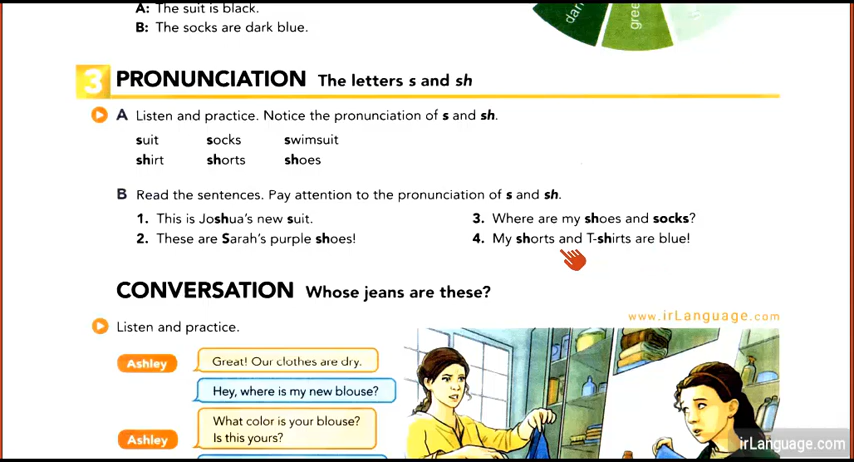 A: The suit is black.
B: The socks are dark blue.
dar
gree
3 PRONUNCIATION The letters s and sh
A Listen and practice. Notice the pronunciation of s and sh.
suit socks swimsuit
shirt shorts shoes
B Read the sentences. Pay attention to the pronunciation of s and sh.
1. This is Joshua's new suit.
2. These are Sarah's purple shoes!
3. Where are my shoes and socks?
4. My shorts and T-shirts are blue!
CONVERSATION Whose jeans are these?
www.irLanguage.com
Listen and practice.
Ashley Great! Our clothes are dry.
Hey, where is my new blouse?
What color is your blouse?
Ashley Is this yours?
irLanguage.com